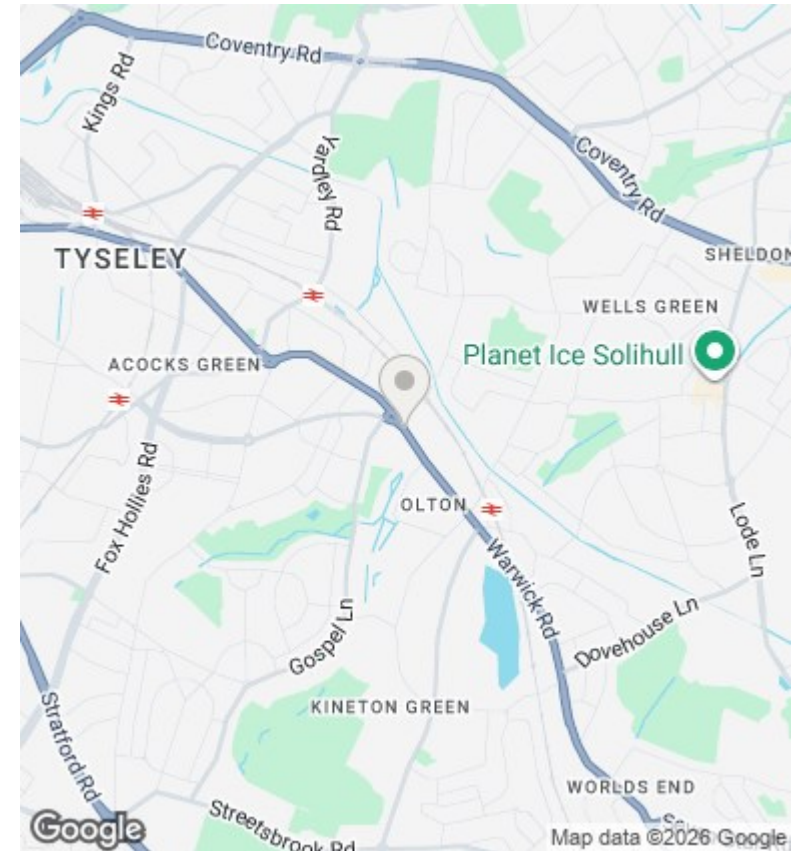 Coventry Rd
Kings Rd
Yardley Rd
Coventry Rd
SHELDON
TYSELEY
WELLS GREEN
Planet Ice Solihull
ACOCKS GREEN
Fox Hollies Rd
OLTON
Lode Ln
Warwick Rd
Gospel Ln
Dovehouse Ln
KINETON GREEN
Stratford Rd
WORLDS END
Streetsbrook Rd
Google
Map data ©2026 Google